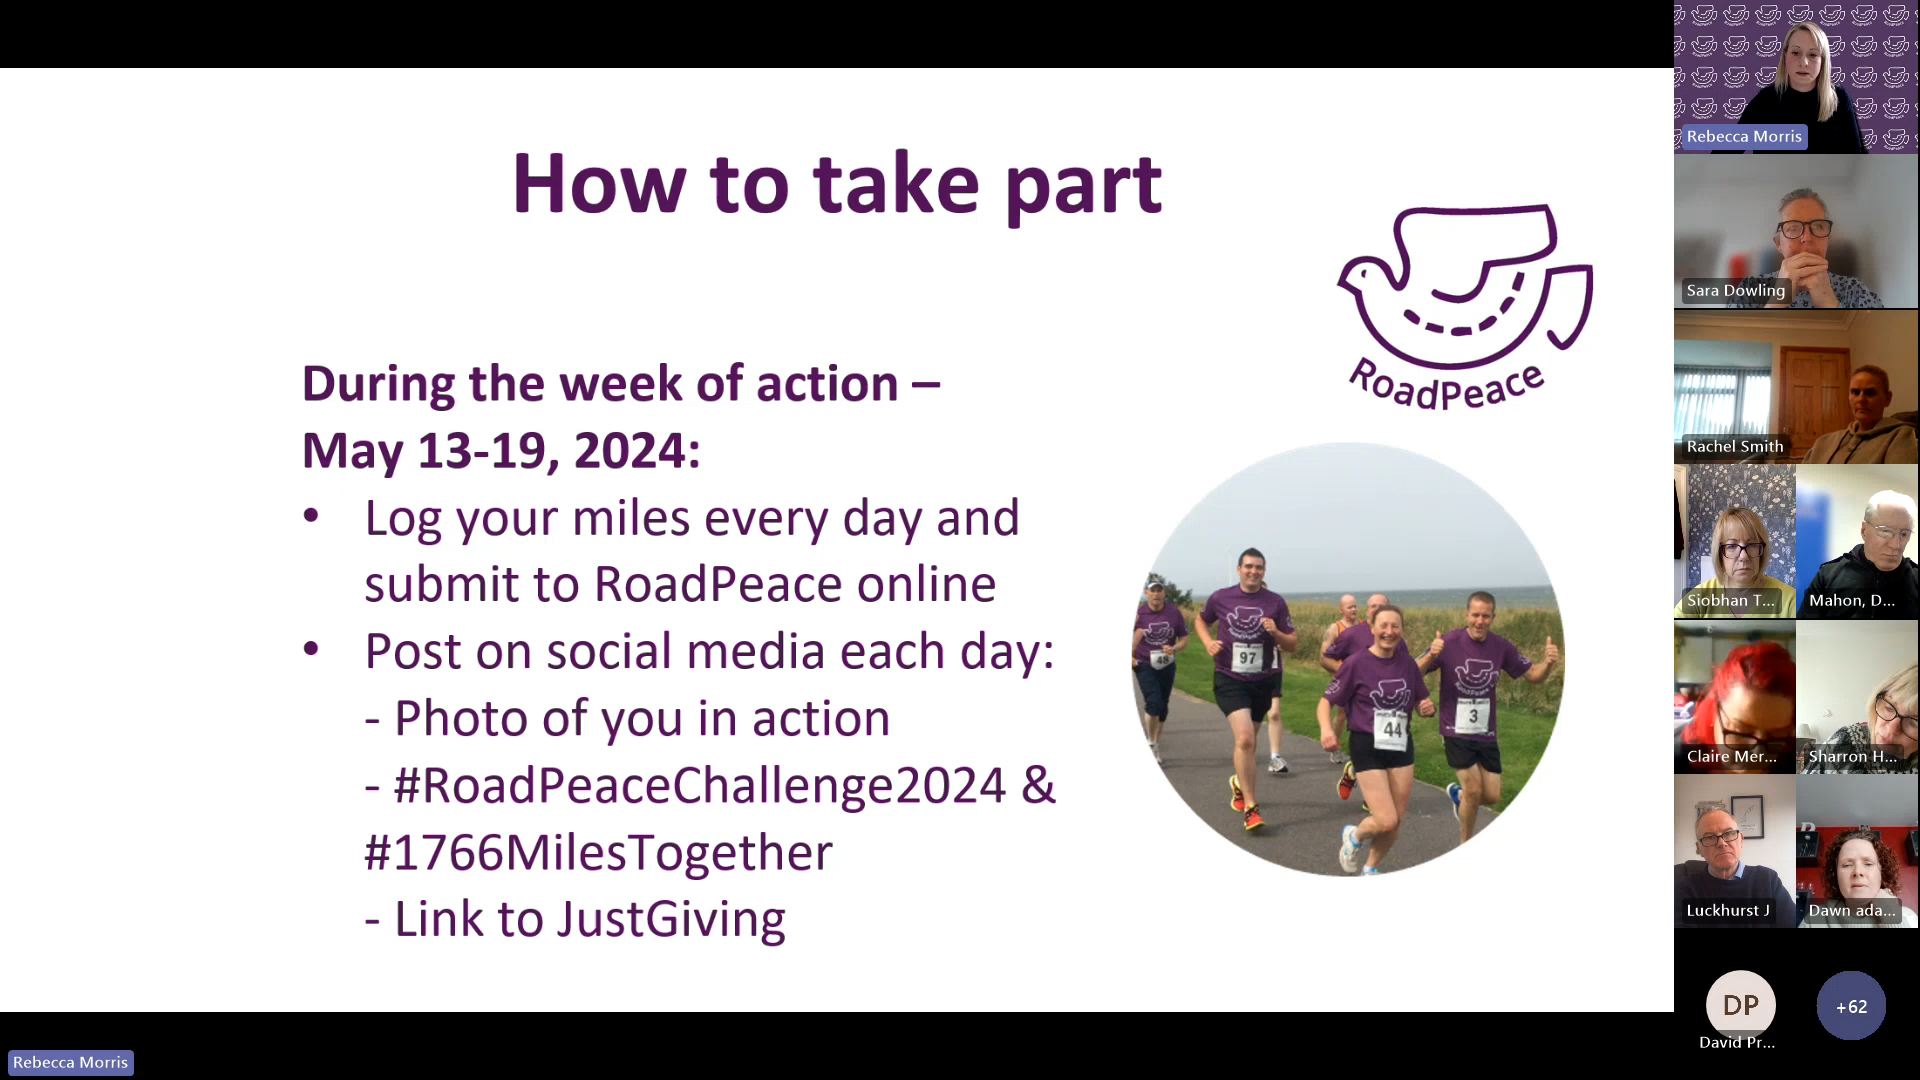 How to take part
RoadPeace
During the week of action –
May 13-19, 2024:
• Log your miles every day and
submit to RoadPeace online
• Post on social media each day:
- Photo of you in action
- #RoadPeaceChallenge2024 &
#1766MilesTogether
- Link to JustGiving
48
97
44
3
Rebecca Morris
Sara Dowling
Rachel Smith
Siobhan T...
Mahon, D...
Claire Mer...
Sharron H...
Luckhurst J
Dawn ada...
DP
David Pr...
+62
Rebecca Morris